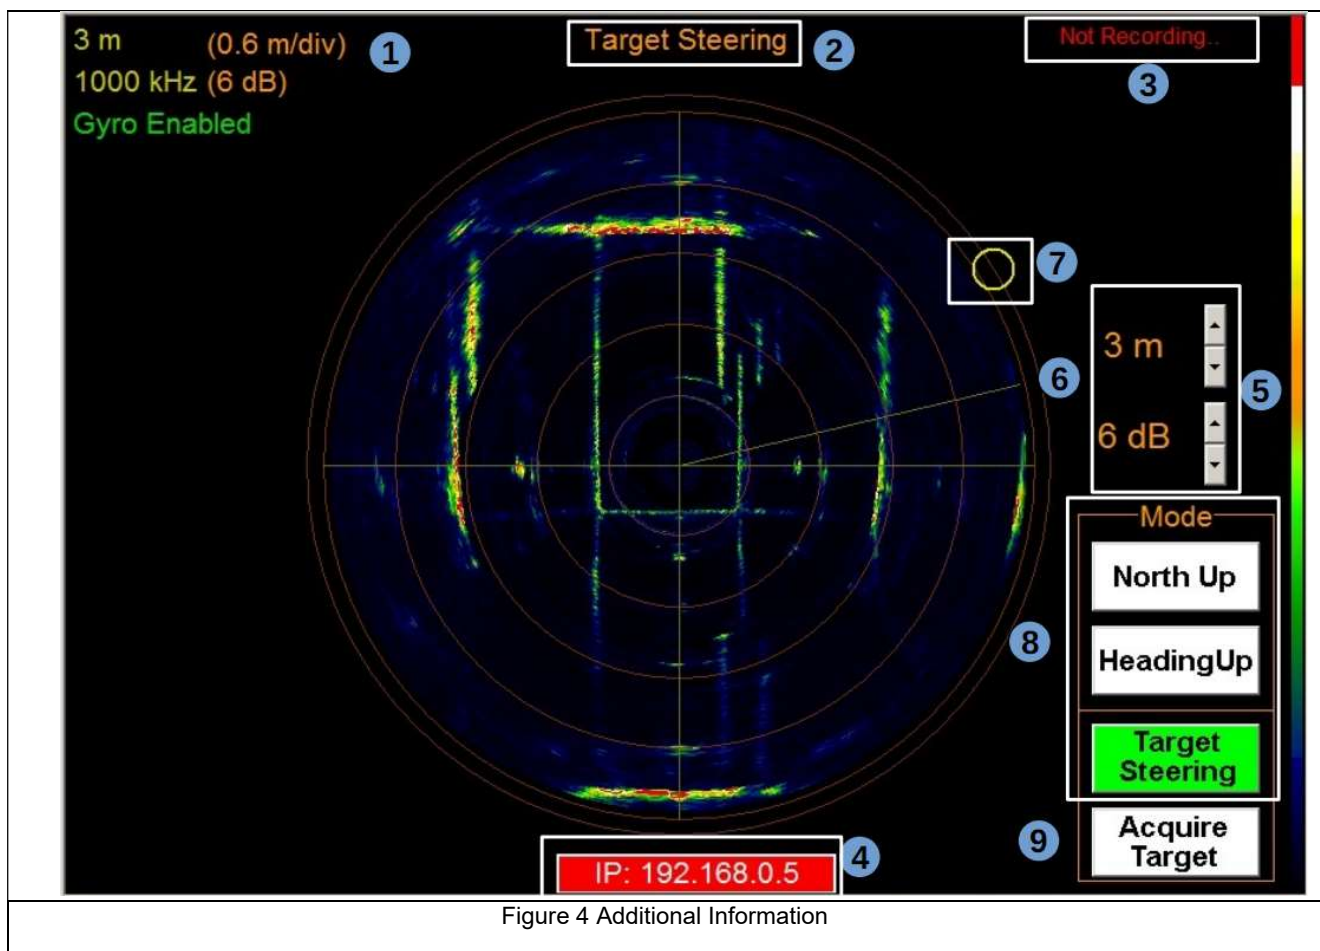 3 m (0.6 m/div) 1 Target Steering 2 Not Recording..
1000 kHz (6 dB) 3
Gyro Enabled
7
3 m
6
5
6 dB
Mode
North Up
8
HeadingUp
Target
Steering
Acquire
Target
9
4
IP: 192.168.0.5
Figure 4 Additional Information